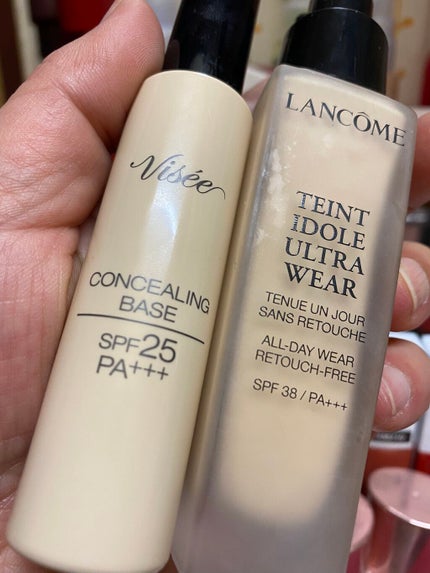 Visée
CONCEALING
BASE
SPF25
PA+++
LANCÔME
TEINT
IDOLE
ULTRA
WEAR
TENUE UN JOUR
SANS RETOUCHE
ALL-DAY WEAR
RETOUCH-FREE
SPF 38 / PA+++